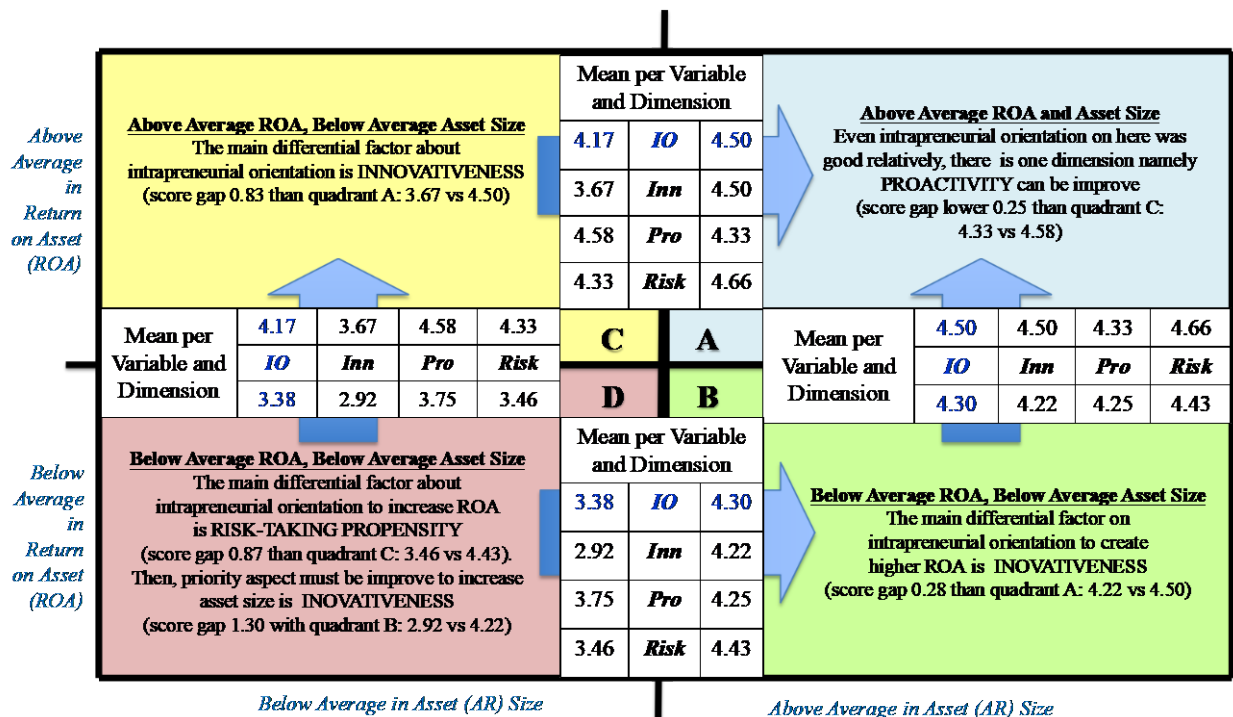 Above
Average
in
Return
on Asset
(ROA)
Above Average ROA, Below Average Asset Size
The main differential factor about
intrapreneurial orientation is INNOVATIVENESS
(score gap 0.83 than quadrant A: 3.67 vs 4.50)
Mean per Variable
and Dimension
4.17 IO 4.50
3.67 Inn 4.50
4.58 Pro 4.33
4.33 Risk 4.66
Above Average ROA and Asset Size
Even intrapreneurial orientation on here was
good relatively, there is one dimension namely
PROACTIVITY can be improve
(score gap lower 0.25 than quadrant C:
4.33 vs 4.58)
Mean per
Variable and
Dimension
4.17 3.67 4.58 4.33
IO Inn Pro Risk
3.38 2.92 3.75 3.46
C A
D B
Mean per
Variable and
Dimension
4.50 4.50 4.33 4.66
IO Inn Pro Risk
4.30 4.22 4.25 4.43
Below
Average
in
Return
on Asset
(ROA)
Below Average ROA, Below Average Asset Size
The main differential factor about
intrapreneurial orientation to increase ROA
is RISK-TAKING PROPENSITY
(score gap 0.87 than quadrant C: 3.46 vs 4.43).
Then, priority aspect must be improve to increase
asset size is INOVATIVENESS
(score gap 1.30 with quadrant B: 2.92 vs 4.22)
Mean per Variable
and Dimension
3.38 IO 4.30
2.92 Inn 4.22
3.75 Pro 4.25
3.46 Risk 4.43
Below Average ROA, Below Average Asset Size
The main differential factor on
intrapreneurial orientation to create
higher ROA is INOVATIVENESS
(score gap 0.28 than quadrant A: 4.22 vs 4.50)
Below Average in Asset (AR) Size
Above Average in Asset (AR) Size